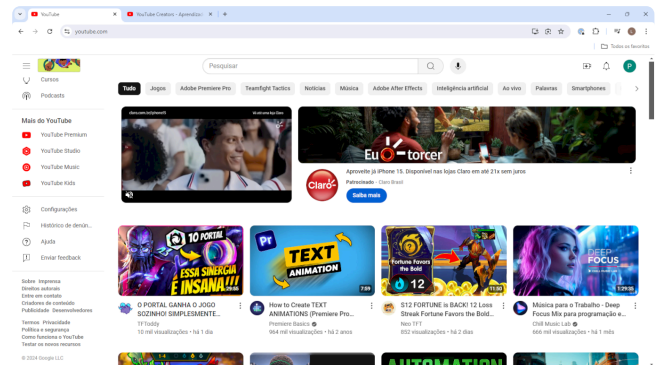 YouTube
YouTube Creators - Aprendizado
youtube.com
Todos os favoritos
Pesquisar
P
Cursos
Podcasts
Mais do YouTube
YouTube Premium
YouTube Studio
YouTube Music
YouTube Kids
Configurações
Histórico de denún...
Ajuda
Enviar feedback
Sobre Imprensa
Direitos autorais
Entre em contato
Criadores de conteúdo
Publicidade Desenvolvedores
Termos Privacidade
Política e segurança
Como funciona o YouTube
Testar os novos recursos
© 2024 Google LLC
Tudo
Jogos
Adobe Premiere Pro
Teamfight Tactics
Notícias
Música
Adobe After Effects
Inteligência artificial
Ao vivo
Palavras
Smartphones
Eu torcer
Claro
Aproveite já iPhone 15. Disponível nas lojas Claro em até 21x sem juros
Patrocinado · Claro Brasil
Saiba mais
10 PORTAL
ESSA SINERGIA
É INSANA!!!
29:55
O PORTAL GANHA O JOGO
SOZINHO! SIMPLESMENTE...
TFToddy
10 mil visualizações • há 1 dia
Pr
TEXT
ANIMATION
7:59
How to Create TEXT
ANIMATIONS (Premiere Pro...
Premiere Basics
964 mil visualizações • há 2 anos
Fortune Favors
the Bold
12
11:30
S12 FORTUNE is BACK! 12 Loss
Streak Fortune Favors the Bold...
Neo TFT
892 visualizações • há 2 dias
DEEP
FOCUS
1:29:35
Música para o Trabalho - Deep
Focus Mix para programação e...
Chill Music Lab
666 mil visualizações • há 1 mês
AUTOMATION